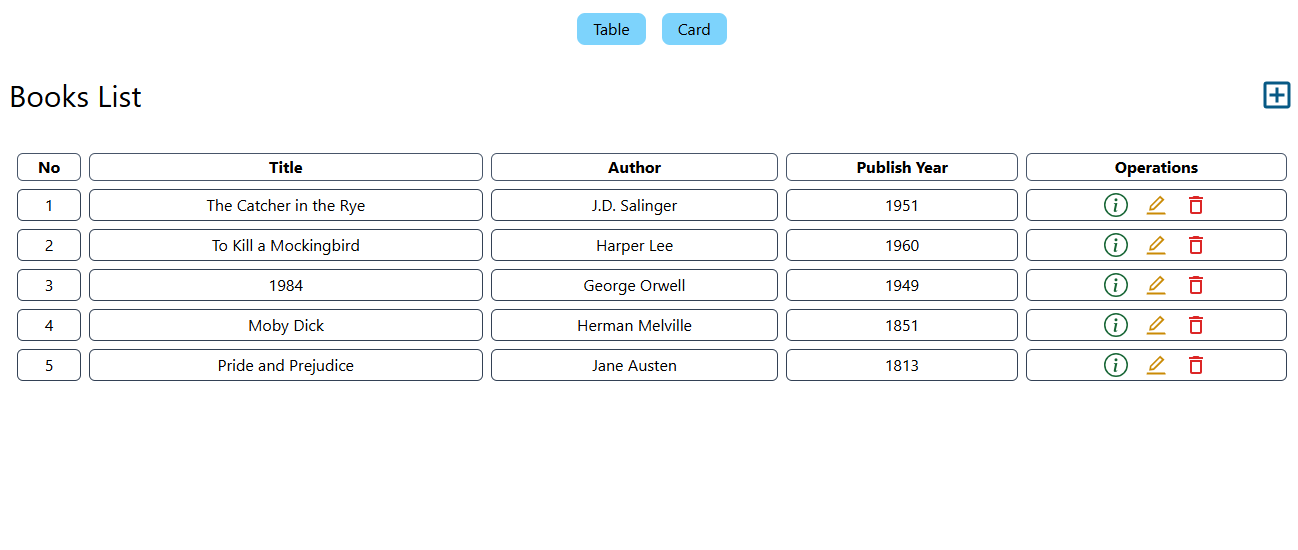 Table Card
Books List
No Title Author Publish Year Operations
1 The Catcher in the Rye J.D. Salinger 1951
2 To Kill a Mockingbird Harper Lee 1960
3 1984 George Orwell 1949
4 Moby Dick Herman Melville 1851
5 Pride and Prejudice Jane Austen 1813